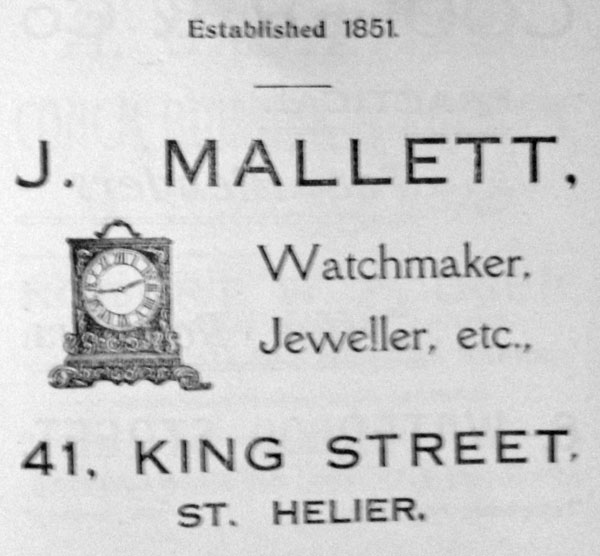 Established 1851.
J. MALLETT,
Watchmaker,
Jeweller, etc.,
41, KING STREET,
ST. HELIER.